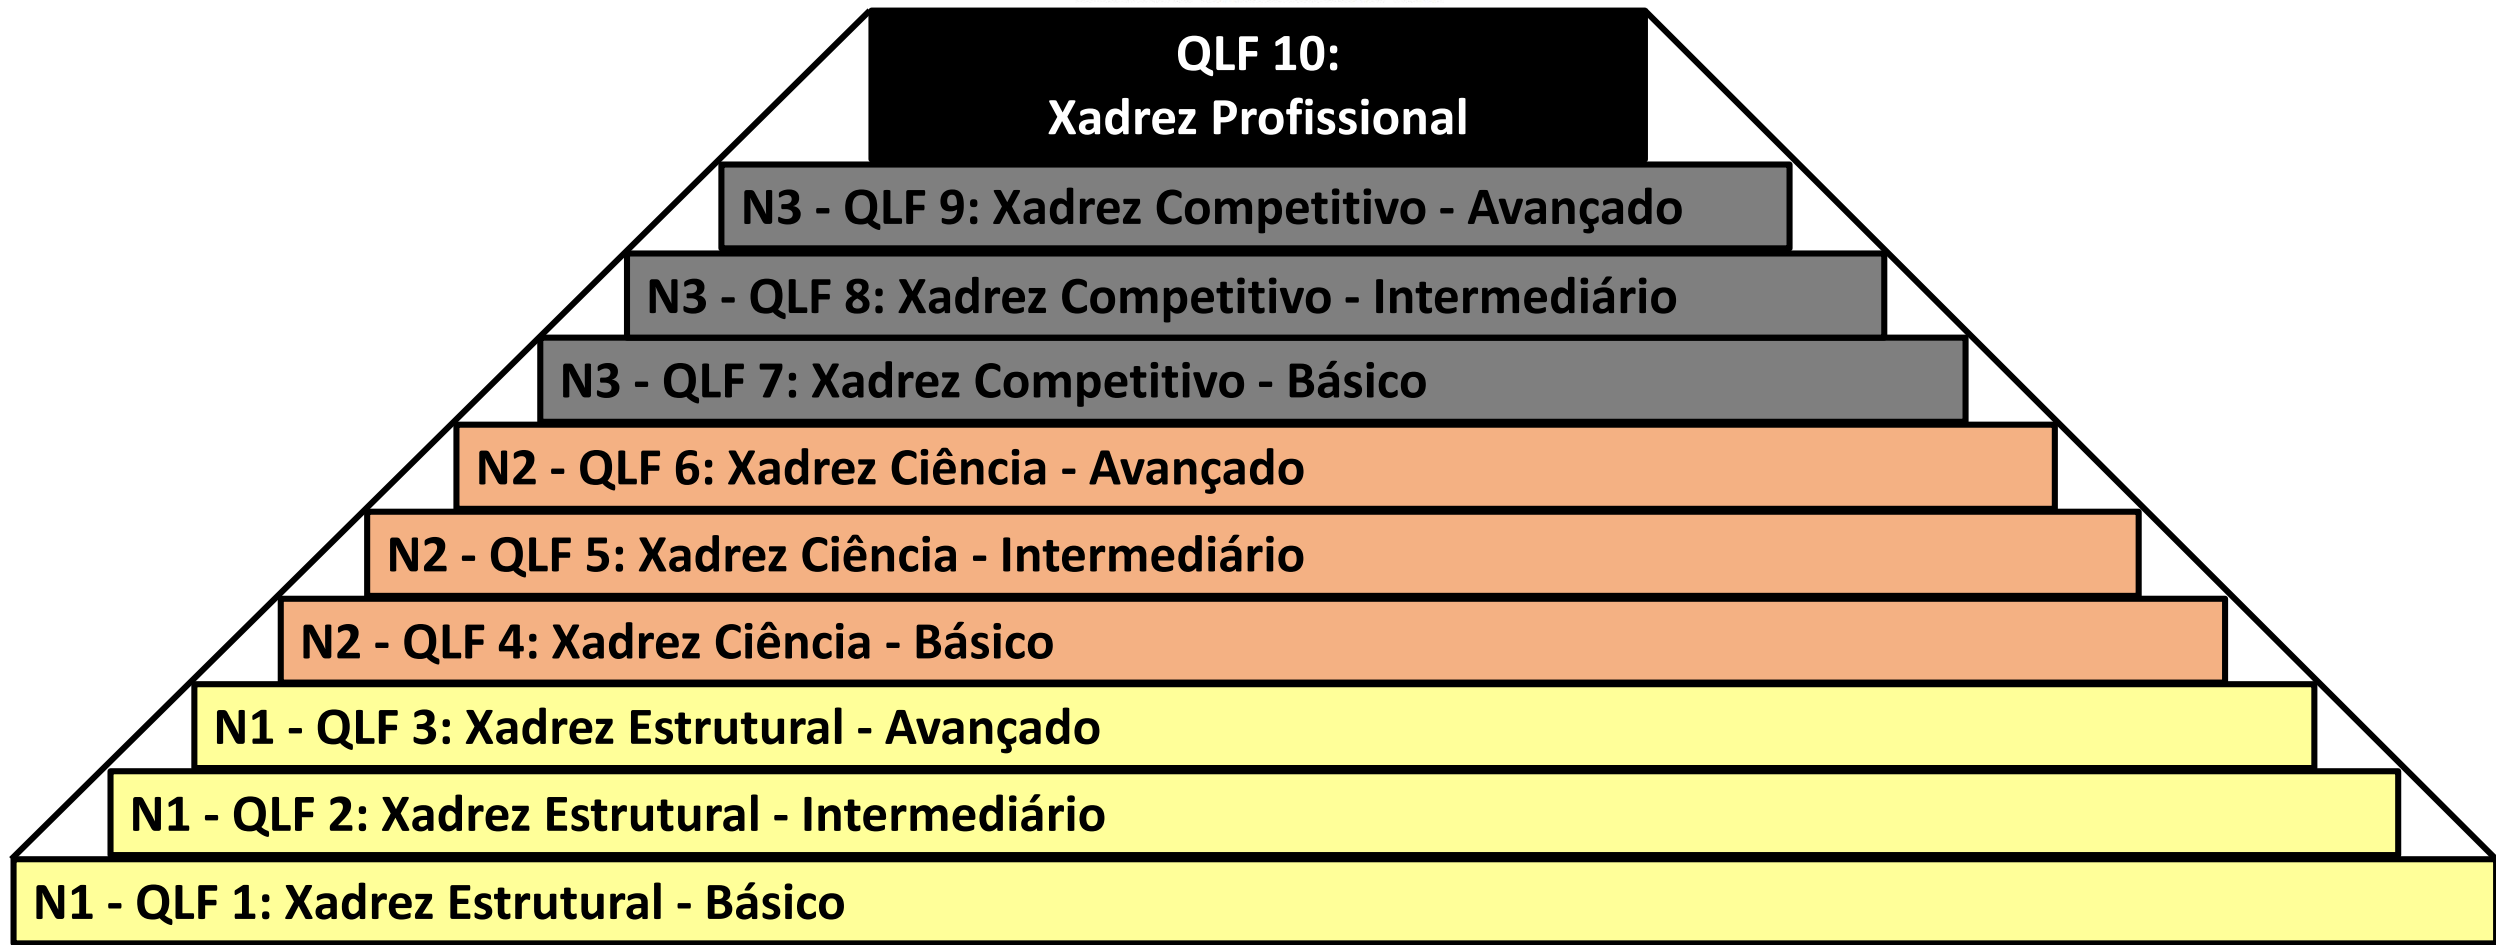 QLF 10:
Xadrez Profissional
N3 - QLF 9: Xadrez Competitivo - Avançado
N3 - QLF 8: Xadrez Competitivo – Intermediário
N3 - QLF 7: Xadrez Competitivo - Básico
N2 - QLF 6: Xadrez Ciência - Avançado
N2 - QLF 5: Xadrez Ciência - Intermediário
N2 - QLF 4: Xadrez Ciência - Básico
N1 - QLF 3: Xadrez Estrutural - Avançado
N1 - QLF 2: Xadrez Estrutural - Intermediário
N1 - QLF 1: Xadrez Estrutural - Básico